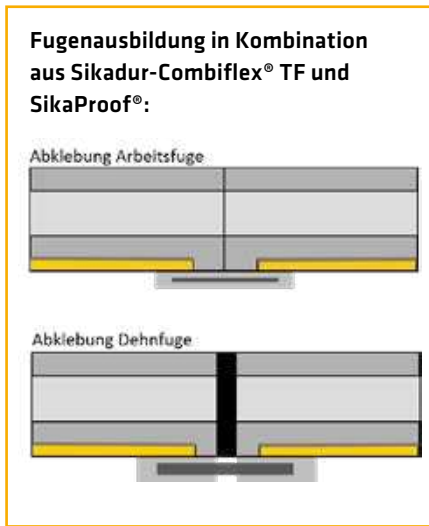 Fugenausbildung in Kombination
aus Sikadur-Combiflex® TF und
SikaProof®:
Abklebung Arbeitsfuge
Abklebung Dehnfuge